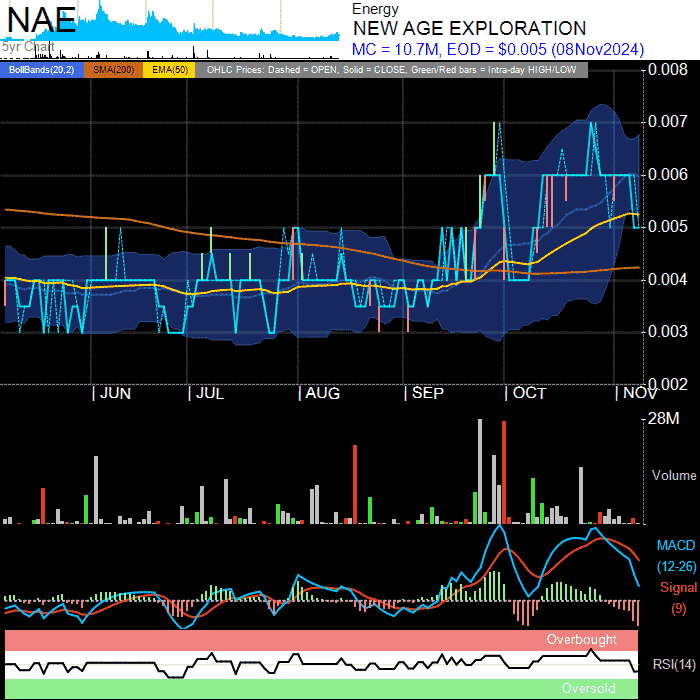 NAE
5yr Chart
Energy
NEW AGE EXPLORATION
MC = 10.7M, EOD = $0.005 (08Nov2024)
BollBands(20,2) SMA(200) EMA(50) OHLC Prices: Dashed = OPEN, Solid = CLOSE, Green/Red bars = Intra-day HIGH/LOW
0.008
0.007
0.006
0.005
0.004
0.003
0.002
| JUN | JUL | AUG | SEP | OCT | NOV
28M
Volume
MACD
(12-26)
Signal
(9)
Overbought
RSI(14)
Oversold